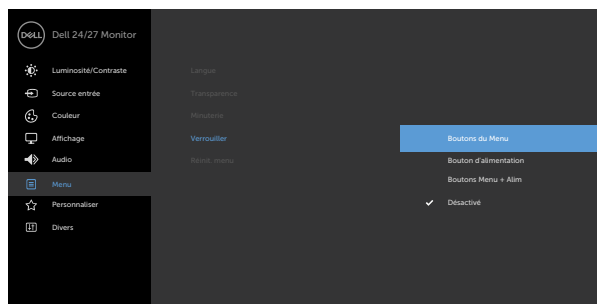 DELL
Dell 24/27 Monitor
Luminosité/Contraste
Source entrée
Couleur
Affichage
Audio
Menu
Personnaliser
Divers
Langue
Transparence
Minuterie
Verrouiller
Réinit. menu
Boutons du Menu
Bouton d'alimentation
Boutons Menu + Alim
Désactivé